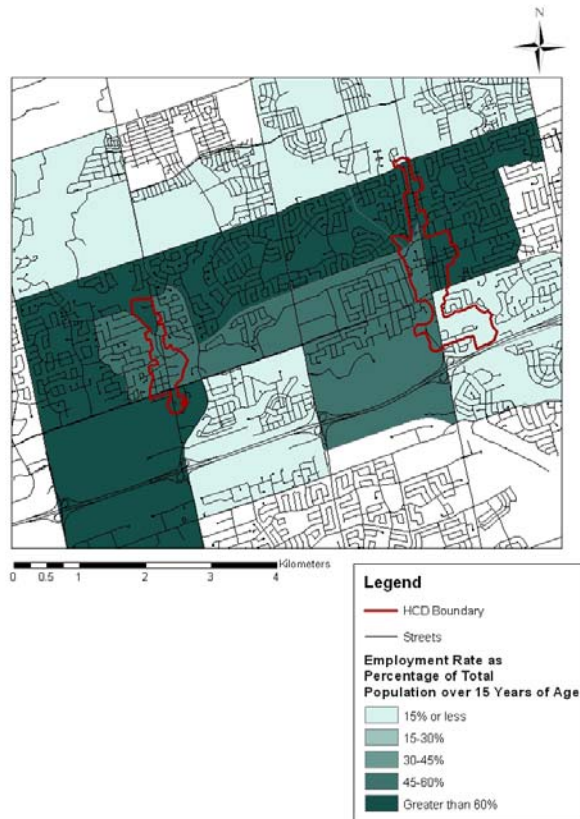 N
Kilometers
0 0.5 1 2 3 4
Legend
HCD Boundary
Streets
Employment Rate as
Percentage of Total
Population over 15 Years of Age
15% or less
15-30%
30-45%
45-60%
Greater than 60%